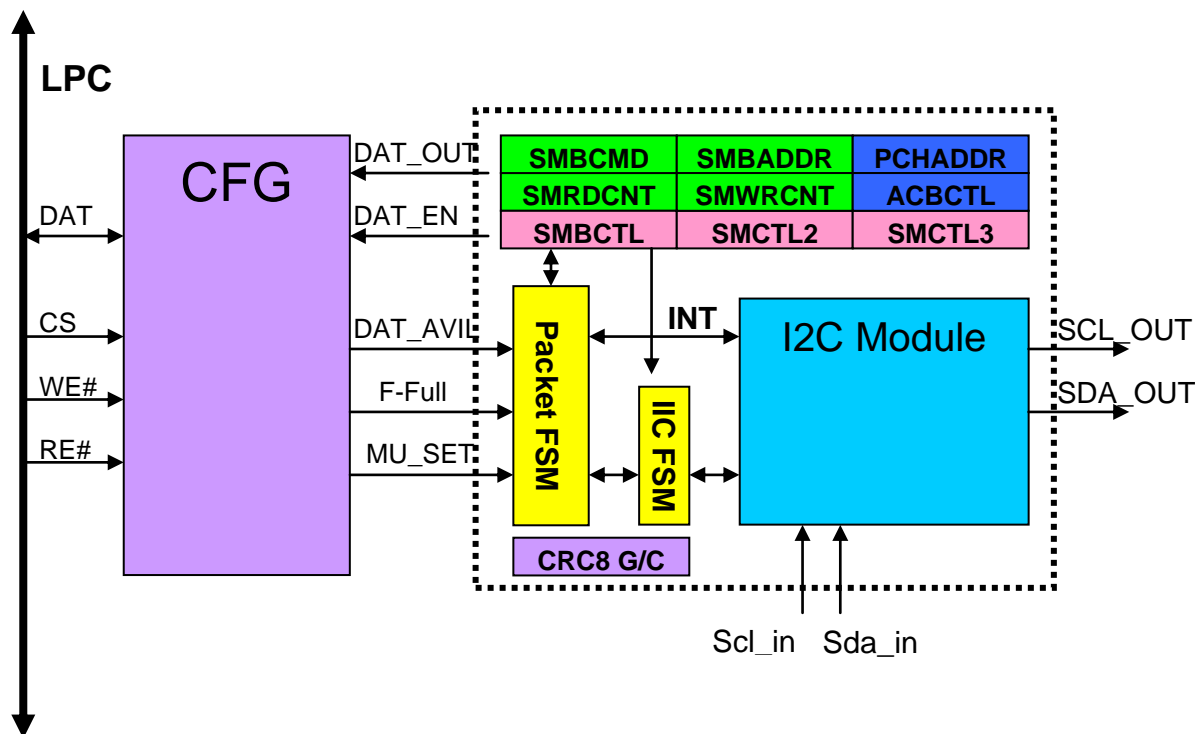 LPC
CFG
DAT
CS
WE#
RE#
DAT_OUT
DAT_EN
DAT_AVIL
F-Full
MU_SET
SMBCMD SMBADDR PCHADDR
SMRDCNT SMWRCNT ACBCTL
SMBCTL SMCTL2 SMCTL3
Packet FSM
INT
IIC FSM
I2C Module
CRC8 G/C
SCL_OUT
SDA_OUT
Scl_in Sda_in